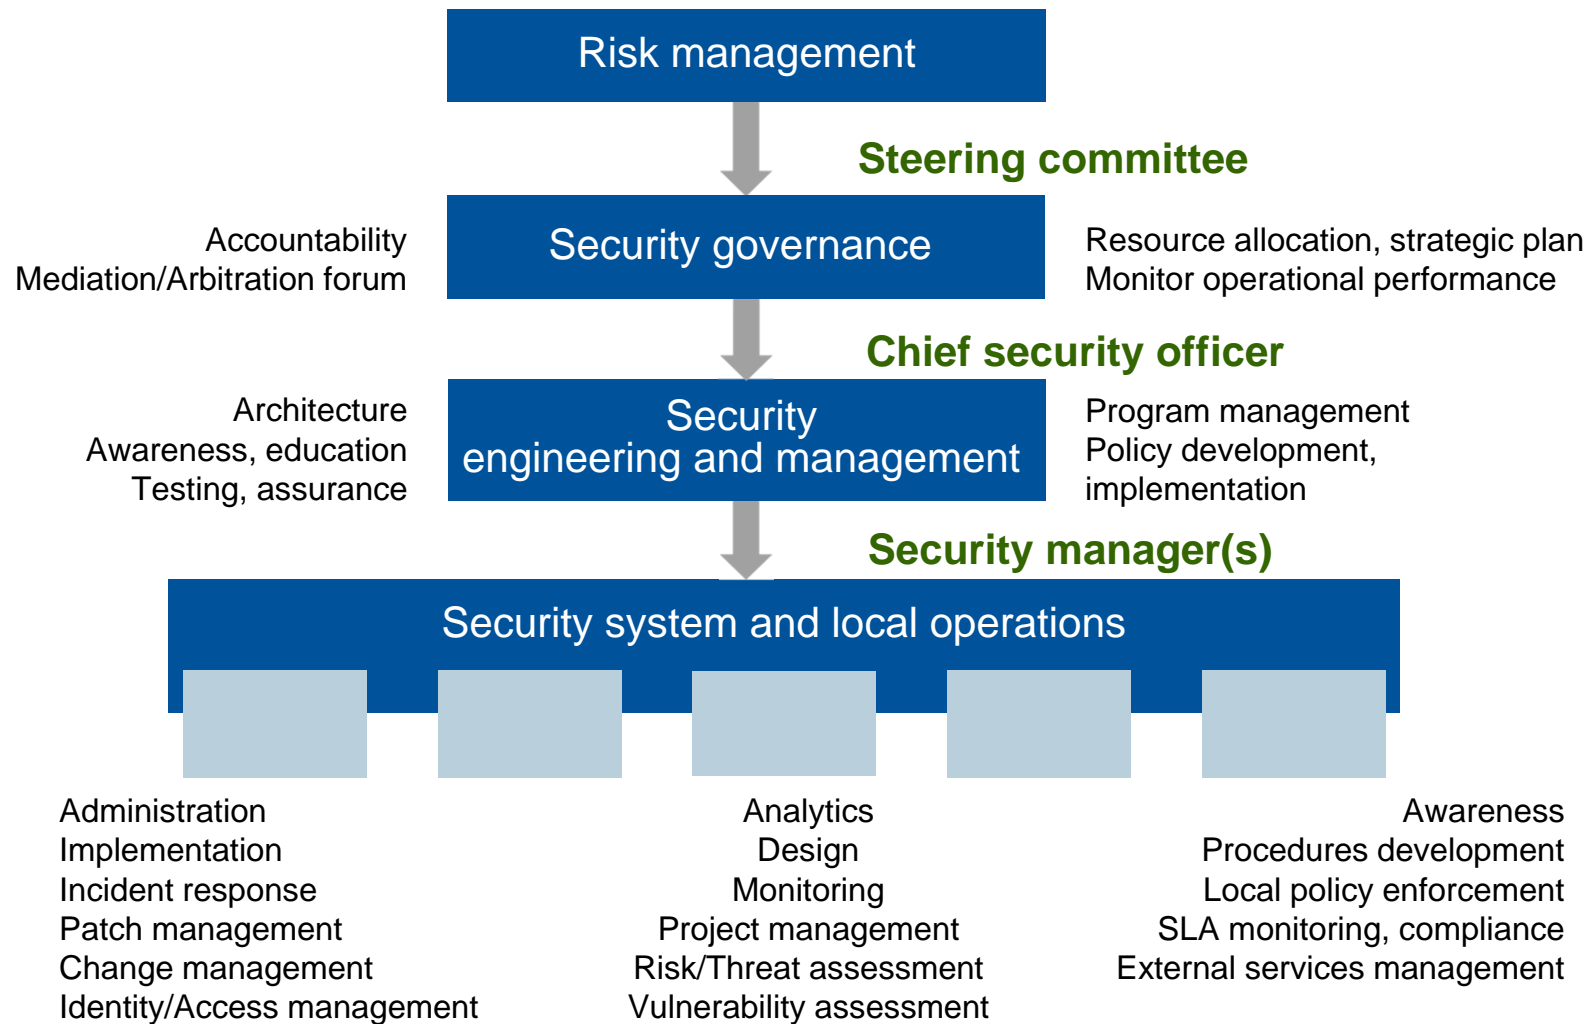 Risk management
Steering committee
Accountability
Mediation/Arbitration forum
Security governance
Resource allocation, strategic plan
Monitor operational performance
Chief security officer
Architecture
Awareness, education
Testing, assurance
Security
engineering and management
Program management
Policy development,
implementation
Security manager(s)
Security system and local operations
Administration
Implementation
Incident response
Patch management
Change management
Identity/Access management
Analytics
Design
Monitoring
Project management
Risk/Threat assessment
Vulnerability assessment
Awareness
Procedures development
Local policy enforcement
SLA monitoring, compliance
External services management